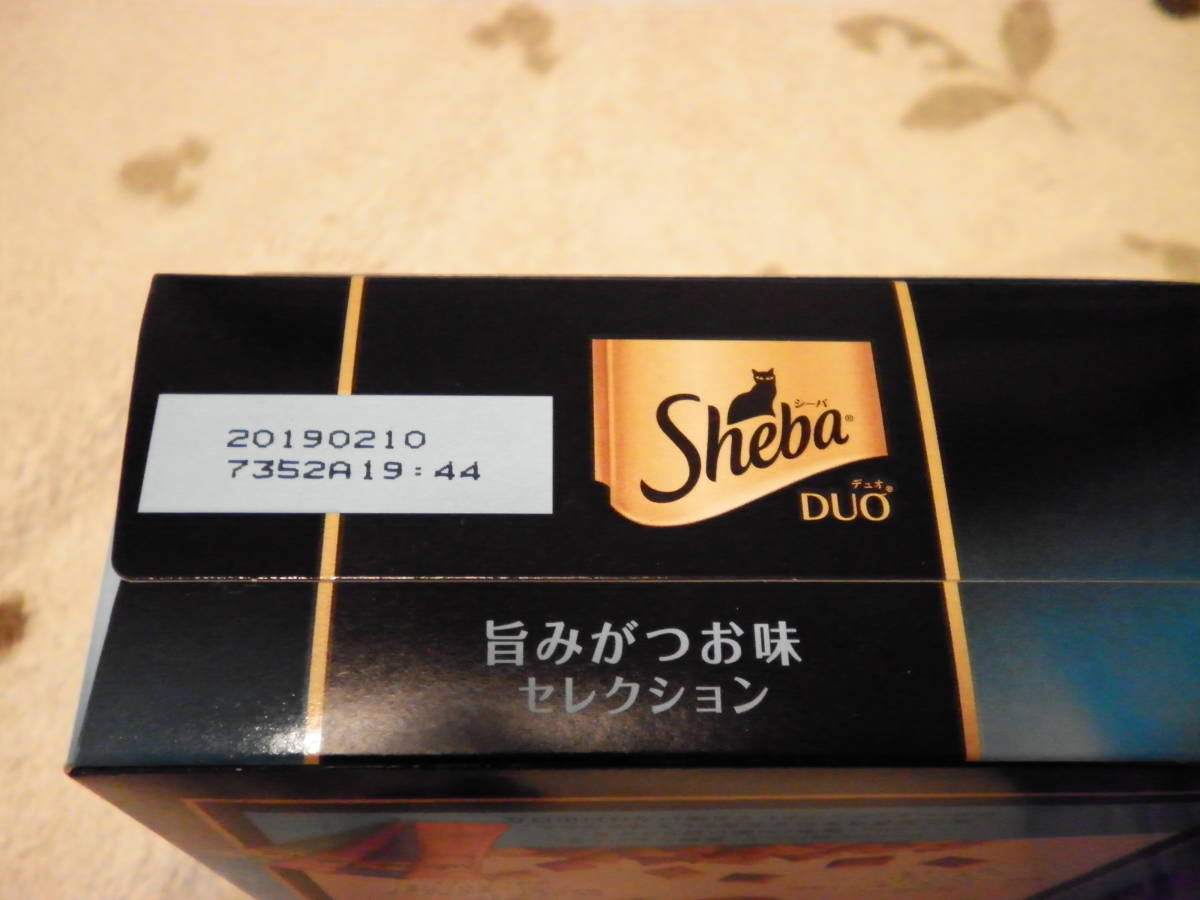 20190210
7352A19:44
シーバ
Sheba®
デュオ
DUO®
旨みがつお味
セレクション